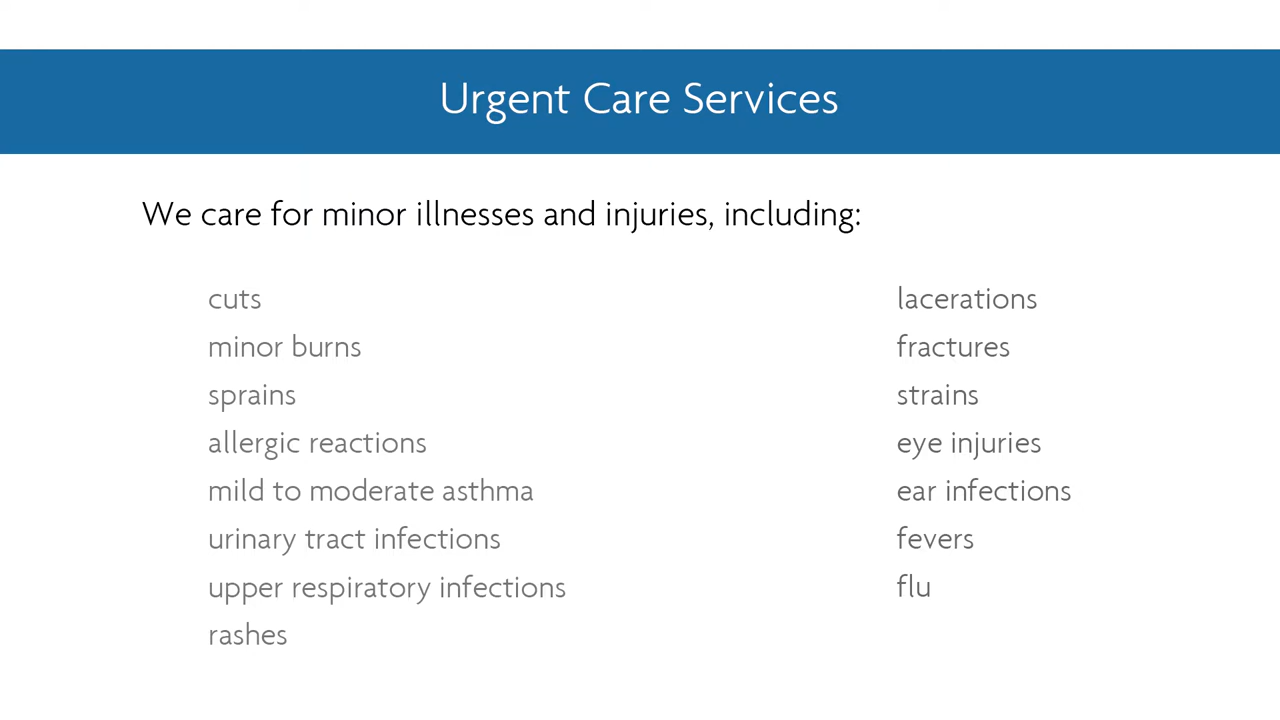 Urgent Care Services
We care for minor illnesses and injuries, including:
cuts
minor burns
sprains
allergic reactions
mild to moderate asthma
urinary tract infections
upper respiratory infections
rashes
lacerations
fractures
strains
eye injuries
ear infections
fevers
flu